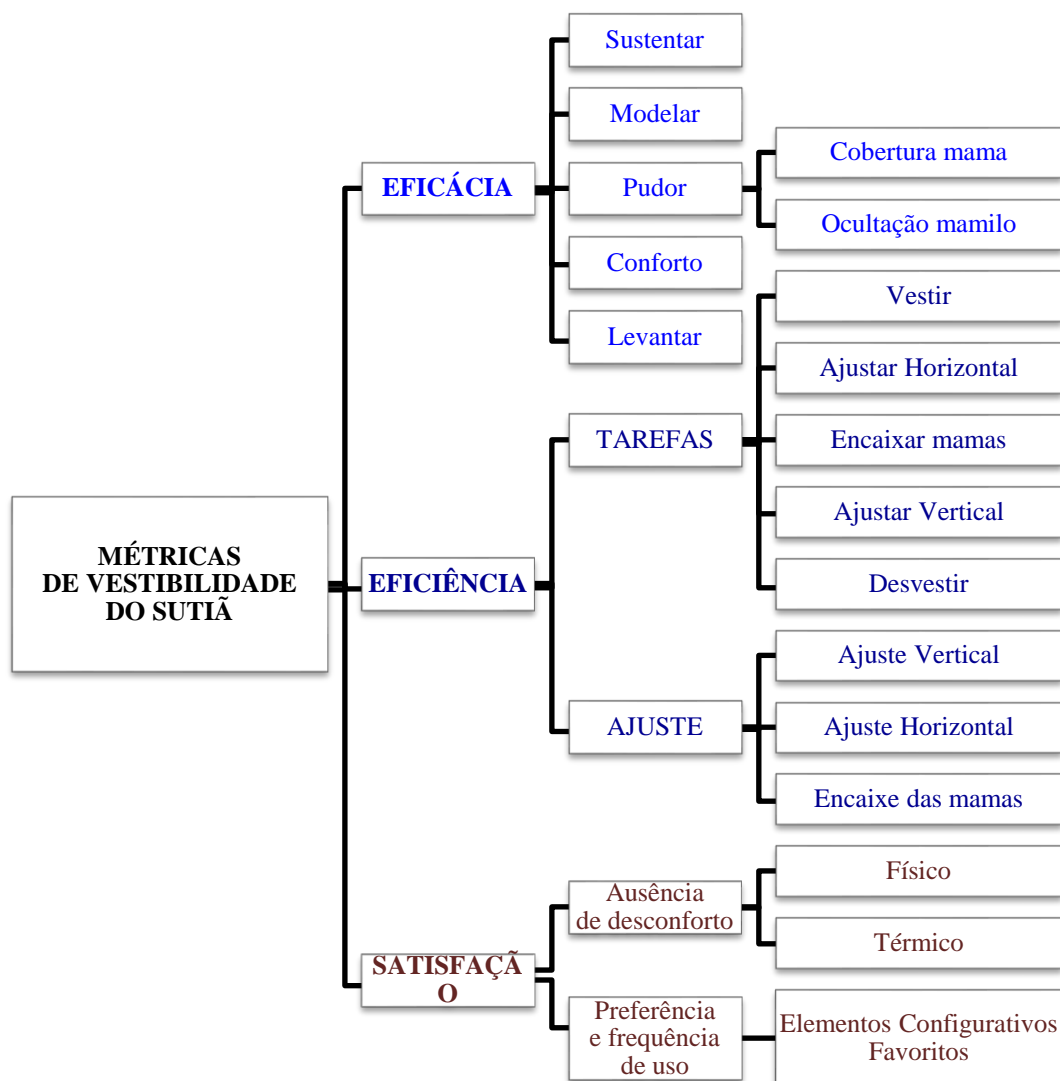 MÉTRICAS
DE VESTIBILIDADE
DO SUTIÃ
EFICÁCIA
Sustentar
Modelar
Pudor
Cobertura mama
Ocultação mamilo
Conforto
Levantar
EFICIÊNCIA
TAREFAS
Vestir
Ajustar Horizontal
Encaixar mamas
Ajustar Vertical
Desvestir
AJUSTE
Ajuste Vertical
Ajuste Horizontal
Encaixe das mamas
SATISFAÇÃ
O
Ausência
de desconforto
Físico
Térmico
Preferência
e frequência
de uso
Elementos Configurativos
Favoritos